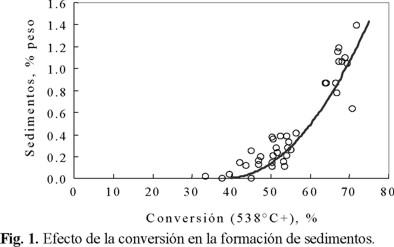 1.6
1.4
1.2
1.0
0.8
0.6
0.4
0.2
0.0
Sedimentos, % peso
0 10 20 30 40 50 60 70 80
Conversión (538°C+), %
Fig. 1. Efecto de la conversión en la formación de sedimentos.